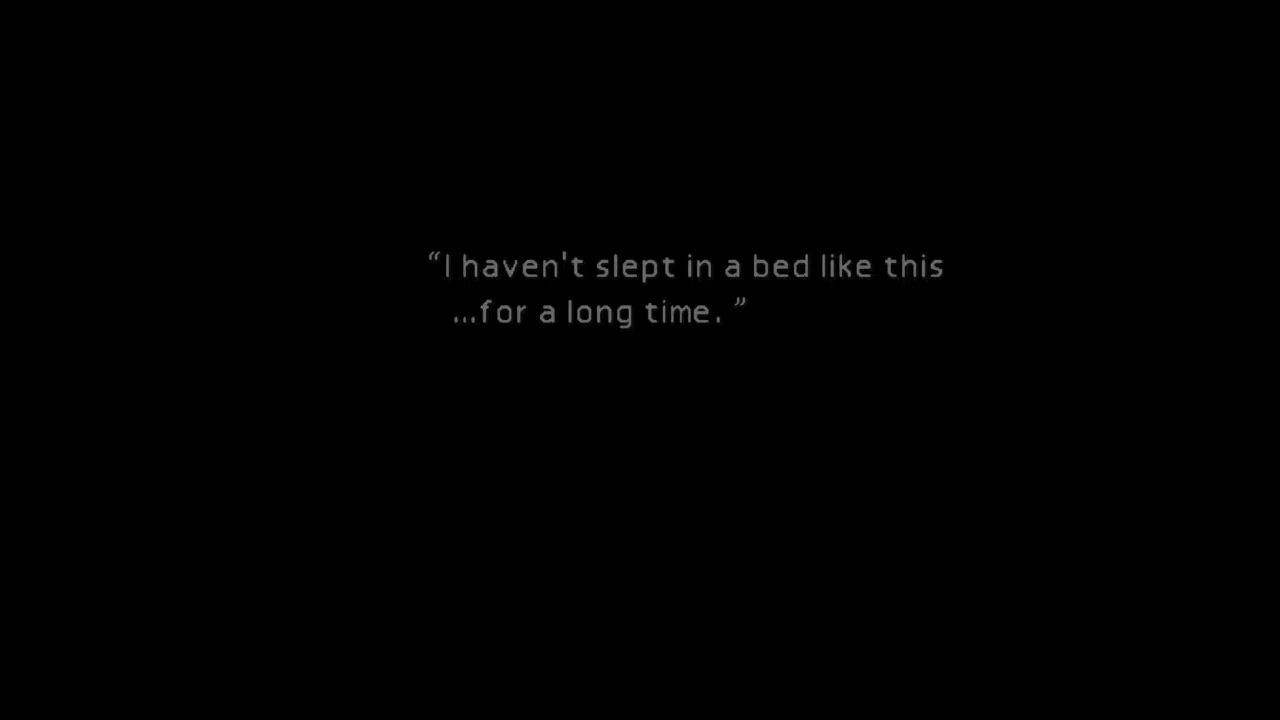 “I haven't slept in a bed like this
...for a long time. ”